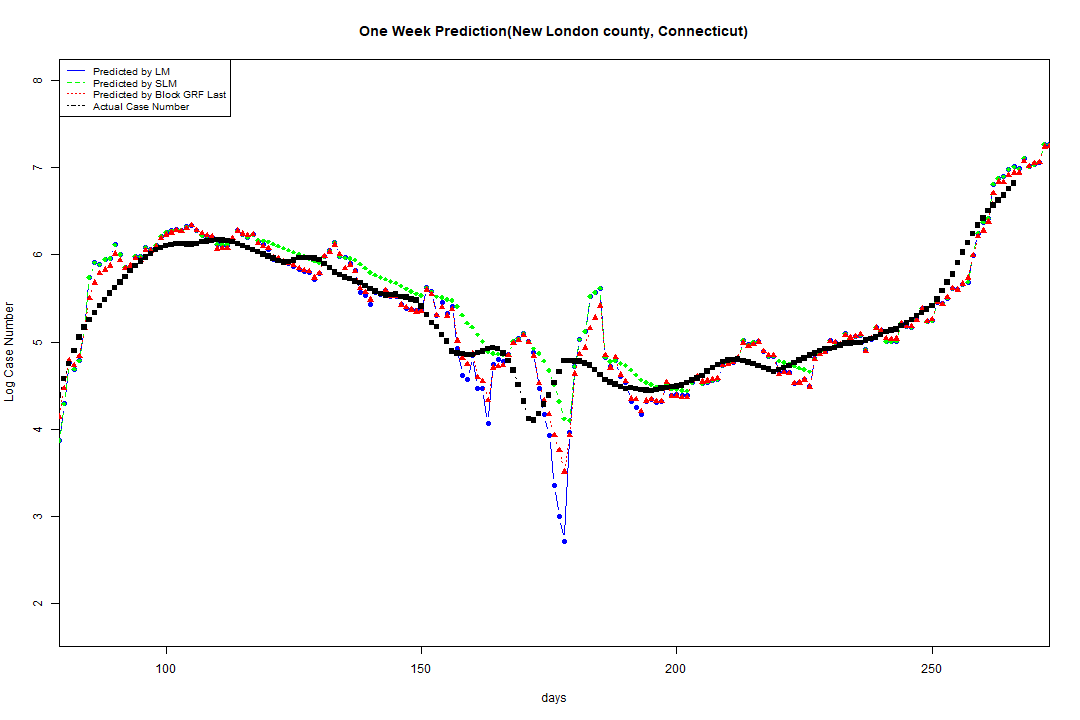 One Week Prediction(New London county, Connecticut)
Predicted by LM
Predicted by SLM
Predicted by Block GRF Last
Actual Case Number
8
7
6
5
4
3
2
Log Case Number
100 150 200 250
days